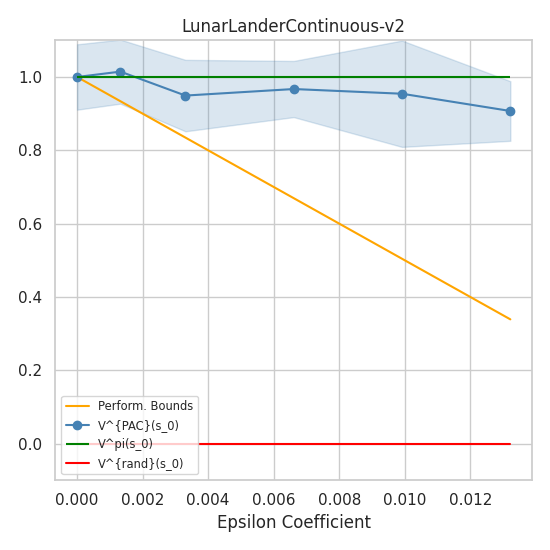 LunarLanderContinuous-v2
1.0
0.8
0.6
0.4
0.2
0.0
Perform. Bounds
V^{PAC}(s_0)
V^pi(s_0)
V^{rand}(s_0)
0.000 0.002 0.004 0.006 0.008 0.010 0.012
Epsilon Coefficient